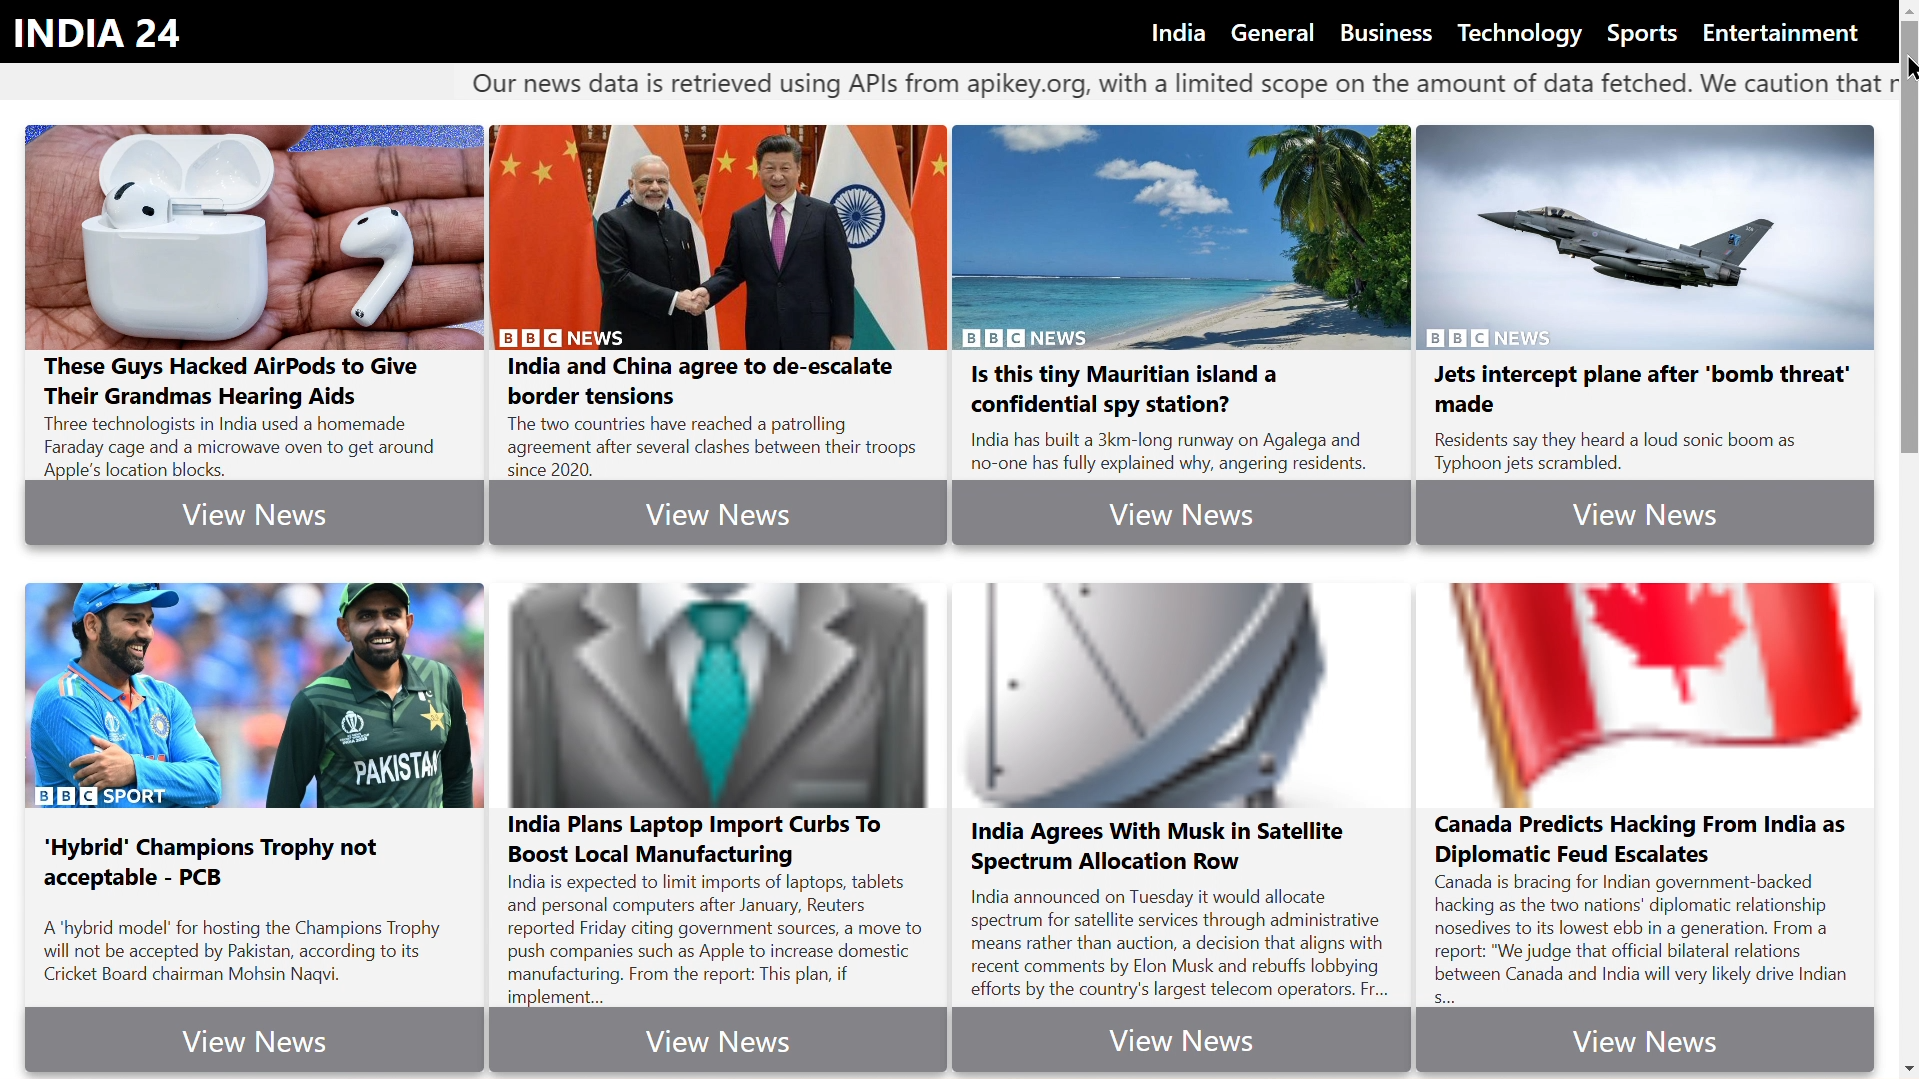 INDIA 24
India General Business Technology Sports Entertainment
Our news data is retrieved using APIs from apikey.org, with a limited scope on the amount of data fetched. We caution that
BBC NEWS
BBC NEWS
BBC NEWS
These Guys Hacked AirPods to Give
Their Grandmas Hearing Aids
Three technologists in India used a homemade
Faraday cage and a microwave oven to get around
Apple’s location blocks.
View News
India and China agree to de-escalate
border tensions
The two countries have reached a patrolling
agreement after several clashes between their troops
since 2020.
View News
Is this tiny Mauritian island a
confidential spy station?
India has built a 3km-long runway on Agalega and
no-one has fully explained why, angering residents.
View News
Jets intercept plane after 'bomb threat'
made
Residents say they heard a loud sonic boom as
Typhoon jets scrambled.
View News
PAKISTAN
BBC SPORT
'Hybrid' Champions Trophy not
acceptable - PCB
A 'hybrid model' for hosting the Champions Trophy
will not be accepted by Pakistan, according to its
Cricket Board chairman Mohsin Naqvi.
View News
India Plans Laptop Import Curbs To
Boost Local Manufacturing
India is expected to limit imports of laptops, tablets
and personal computers after January, Reuters
reported Friday citing government sources, a move to
push companies such as Apple to increase domestic
manufacturing. From the report: This plan, if
implement...
View News
India Agrees With Musk in Satellite
Spectrum Allocation Row
India announced on Tuesday it would allocate
spectrum for satellite services through administrative
means rather than auction, a decision that aligns with
recent comments by Elon Musk and rebuffs lobbying
efforts by the country's largest telecom operators. Fr...
View News
Canada Predicts Hacking From India as
Diplomatic Feud Escalates
Canada is bracing for Indian government-backed
hacking as the two nations' diplomatic relationship
nosedives to its lowest ebb in a generation. From a
report: "We judge that official bilateral relations
between Canada and India will very likely drive Indian
s...
View News